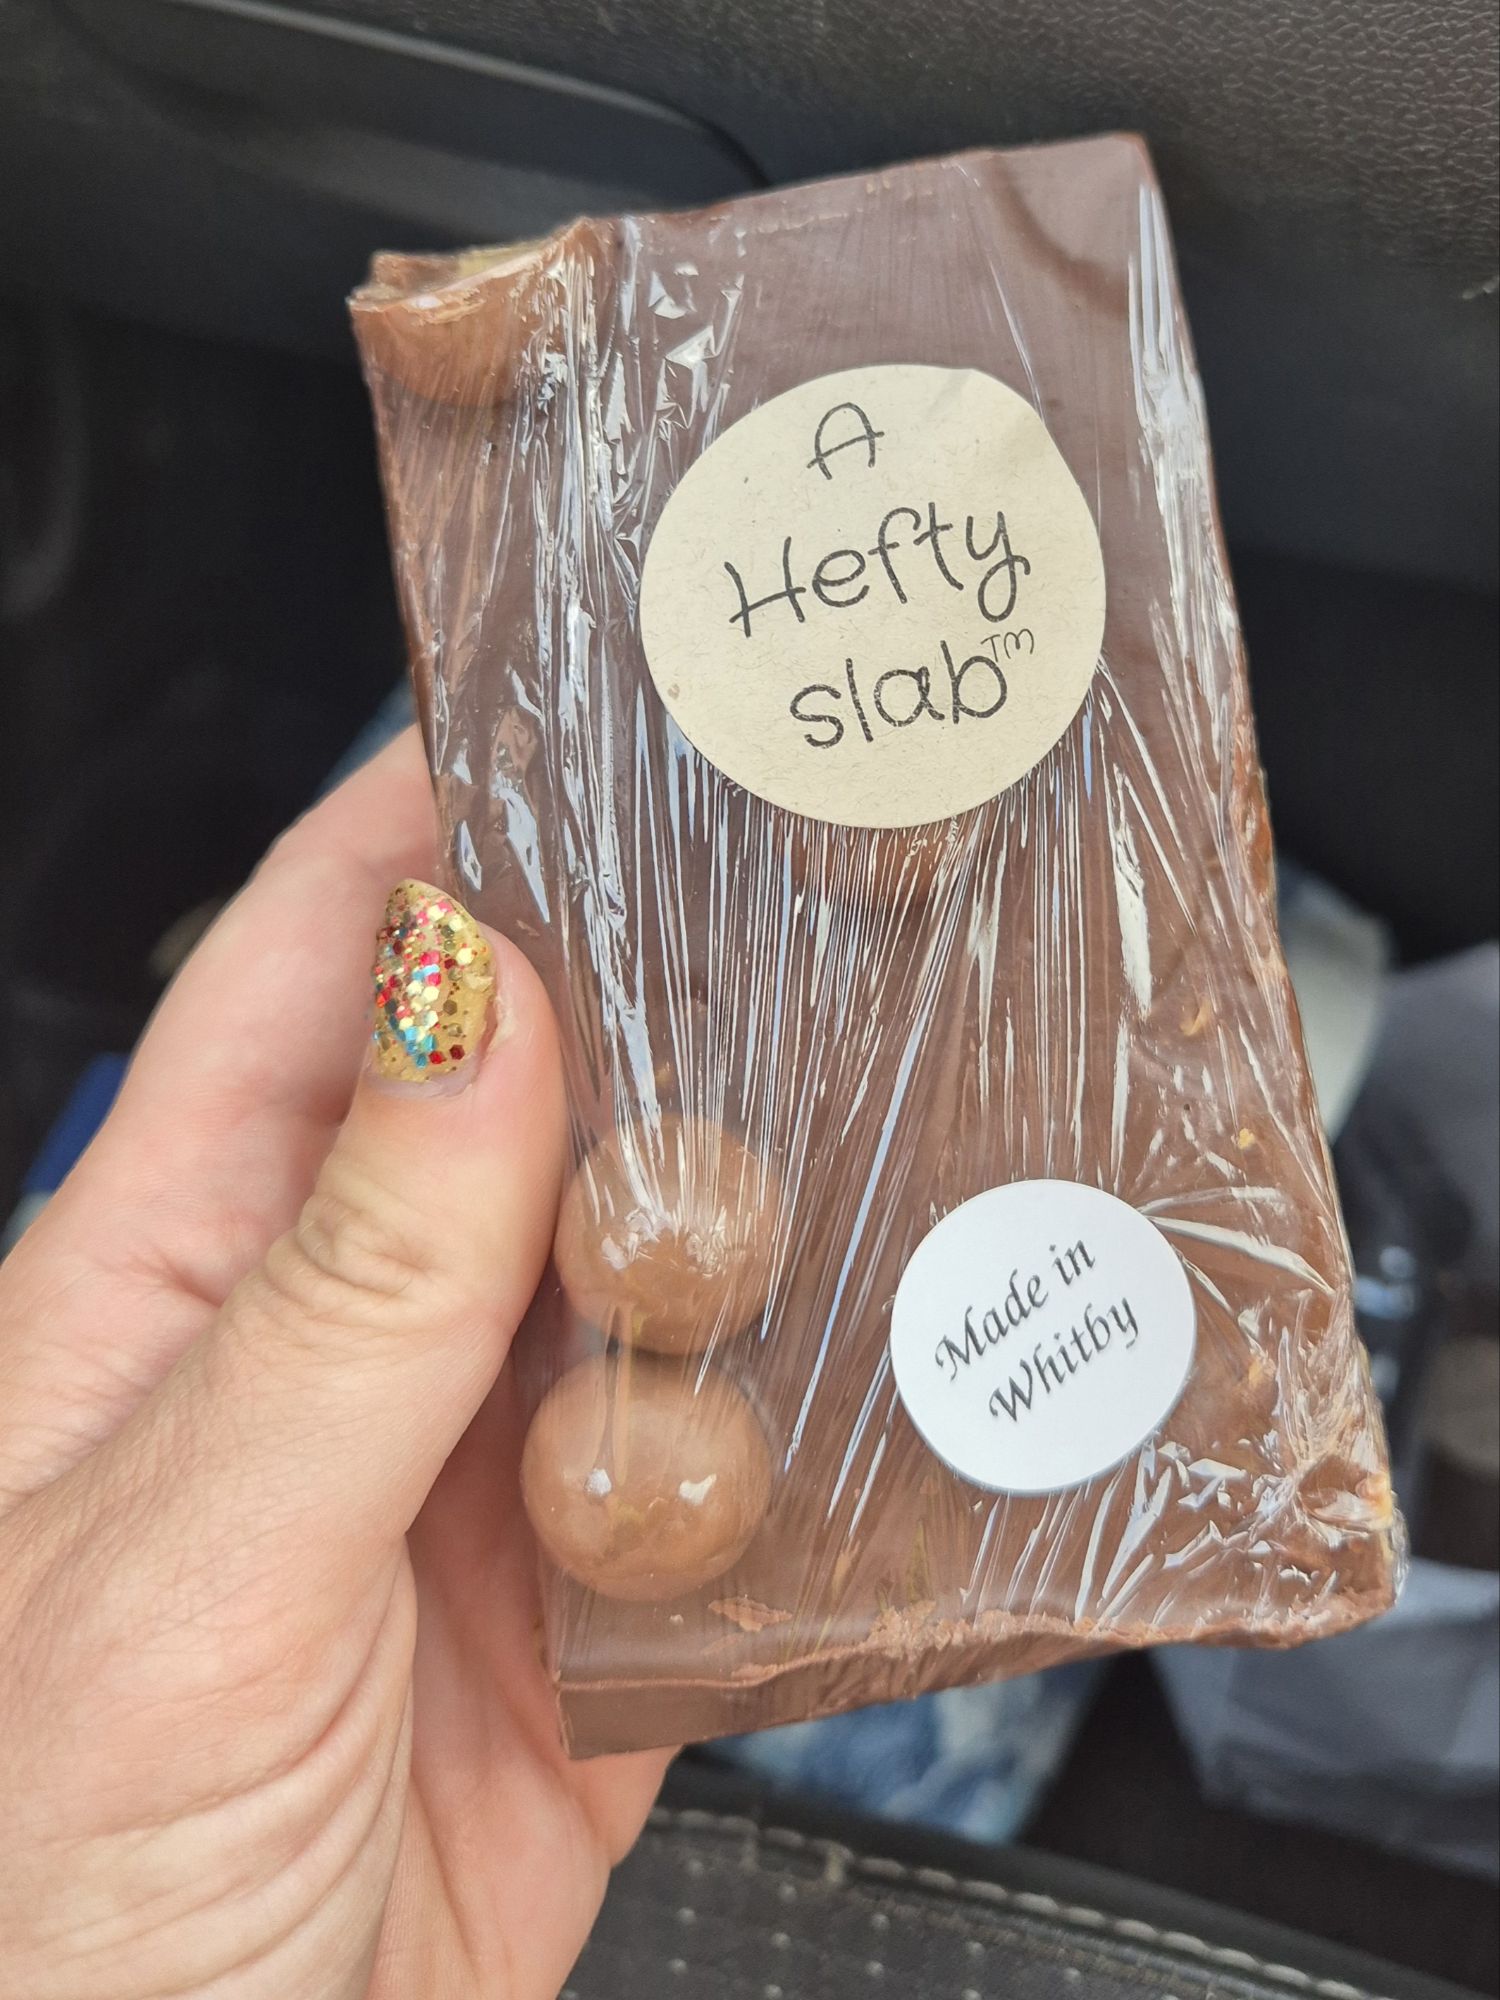 A
Hefty
slab™
Made in
Whitby